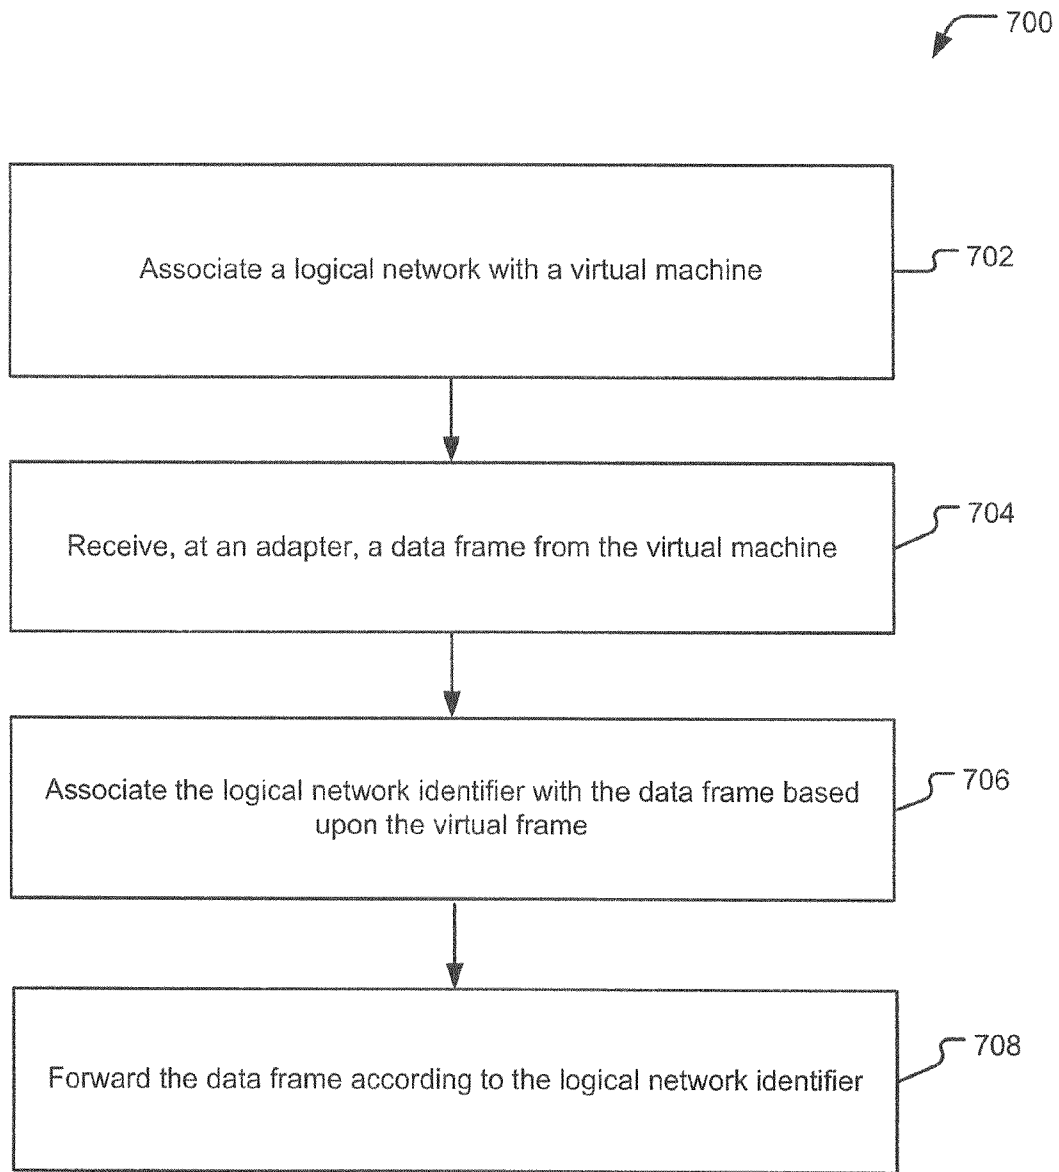 700
Associate a logical network with a virtual machine
702
Receive, at an adapter, a data frame from the virtual machine
704
Associate the logical network identifier with the data frame based
upon the virtual frame
706
Forward the data frame according to the logical network identifier
708